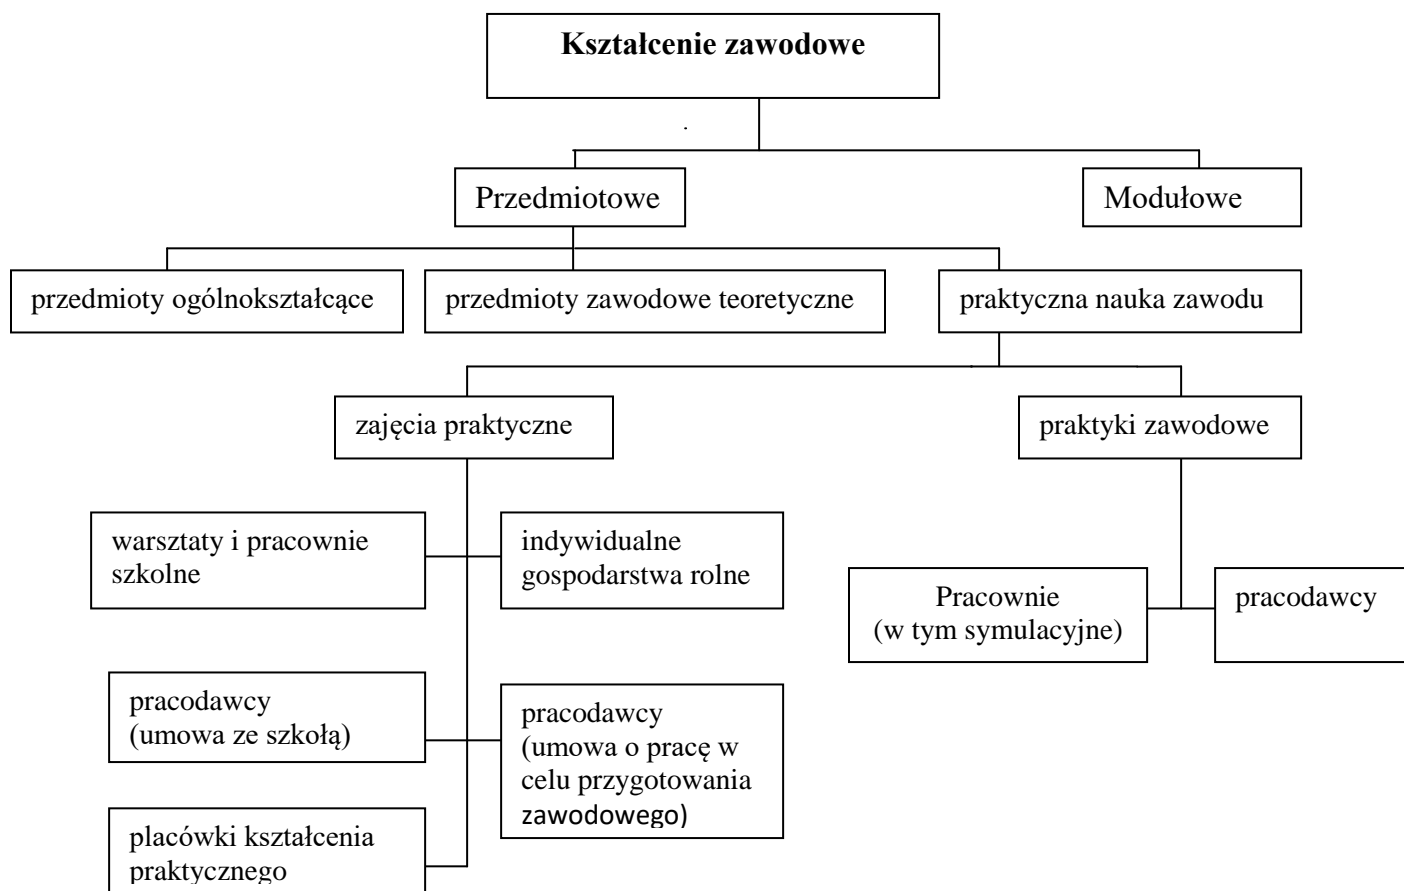 Kształcenie zawodowe
Przedmiotowe
Modułowe
przedmioty ogólnokształcące
przedmioty zawodowe teoretyczne
praktyczna nauka zawodu
zajęcia praktyczne
praktyki zawodowe
warsztaty i pracownie
szkolne
indywidualne
gospodarstwa rolne
Pracownie
(w tym symulacyjne)
pracodawcy
pracodawcy
(umowa ze szkołą)
pracodawcy
(umowa o pracę w
celu przygotowania
zawodowego)
placówki kształcenia
praktycznego